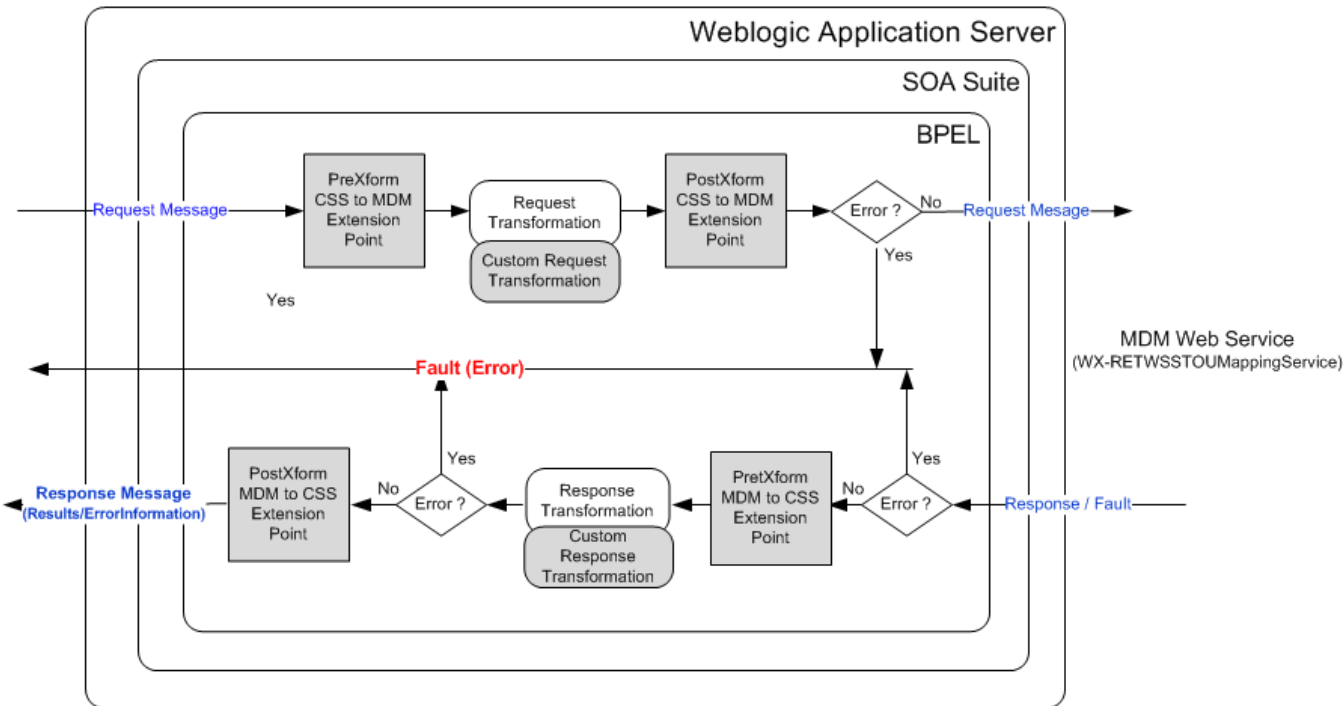 Weblogic Application Server
SOA Suite
BPEL
PreXform
CSS to MDM
Extension
Point
Request
Transformation
Custom Request
Transformation
PostXform
CSS to MDM
Extension
Point
Error ?
No
Yes
Request Message
Request Mesage
Yes
MDM Web Service
(WX-RETWSSTOUMappingService)
Fault (Error)
Response Message
(Results/ErrorInformation)
PostXform
MDM to CSS
Extension
Point
No
Error ?
Yes
Response
Transformation
Custom
Response
Transformation
PretXform
MDM to CSS
Extension
Point
No
Error ?
Yes
Response / Fault